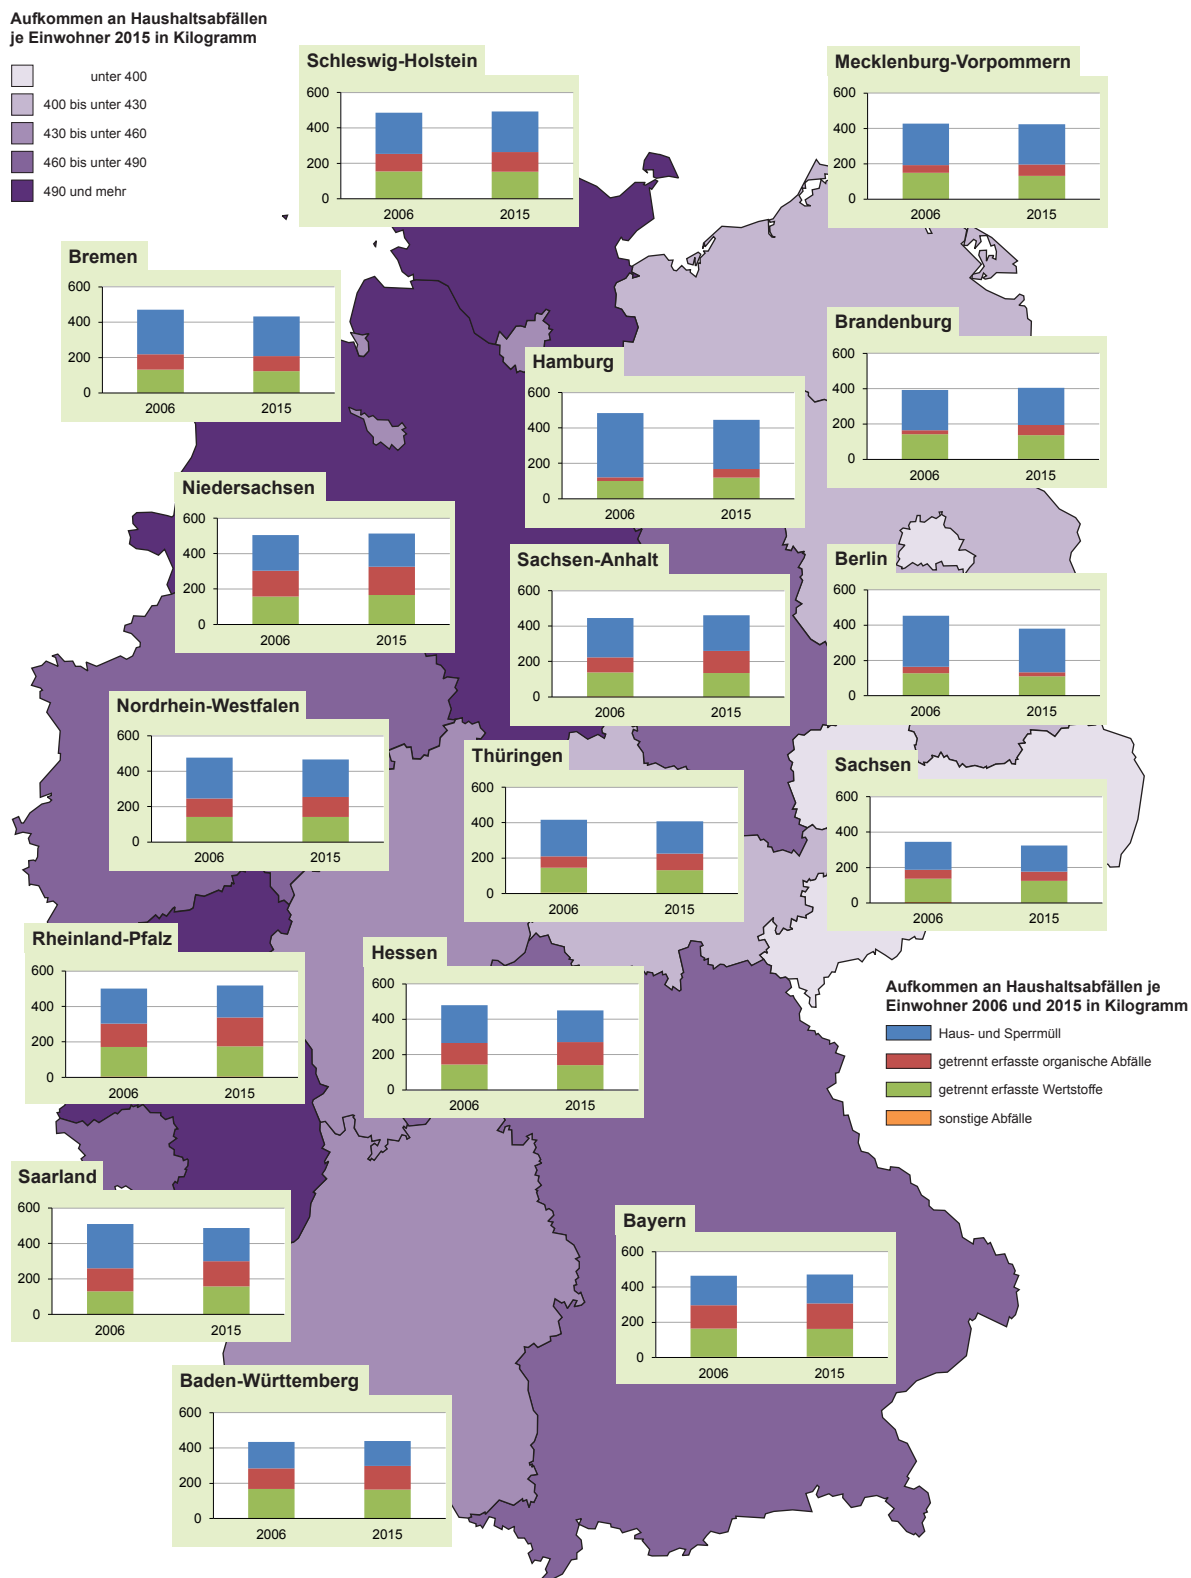 Aufkommen an Haushaltsabfällen
je Einwohner 2015 in Kilogramm
unter 400
400 bis unter 430
430 bis unter 460
460 bis unter 490
490 und mehr
Schleswig-Holstein
600
400
200
0
2006 2015
Mecklenburg-Vorpommern
600
400
200
0
2006 2015
Bremen
600
400
200
0
2006 2015
Brandenburg
600
400
200
0
2006 2015
Hamburg
600
400
200
0
2006 2015
Niedersachsen
600
400
200
0
2006 2015
Sachsen-Anhalt
600
400
200
0
2006 2015
Berlin
600
400
200
0
2006 2015
Nordrhein-Westfalen
600
400
200
0
2006 2015
Thüringen
600
400
200
0
2006 2015
Sachsen
600
400
200
0
2006 2015
Rheinland-Pfalz
600
400
200
0
2006 2015
Hessen
600
400
200
0
2006 2015
Aufkommen an Haushaltsabfällen je
Einwohner 2006 und 2015 in Kilogramm
Haus- und Sperrmüll
getrennt erfasste organische Abfälle
getrennt erfasste Wertstoffe
sonstige Abfälle
Saarland
600
400
200
0
2006 2015
Bayern
600
400
200
0
2006 2015
Baden-Württemberg
600
400
200
0
2006 2015